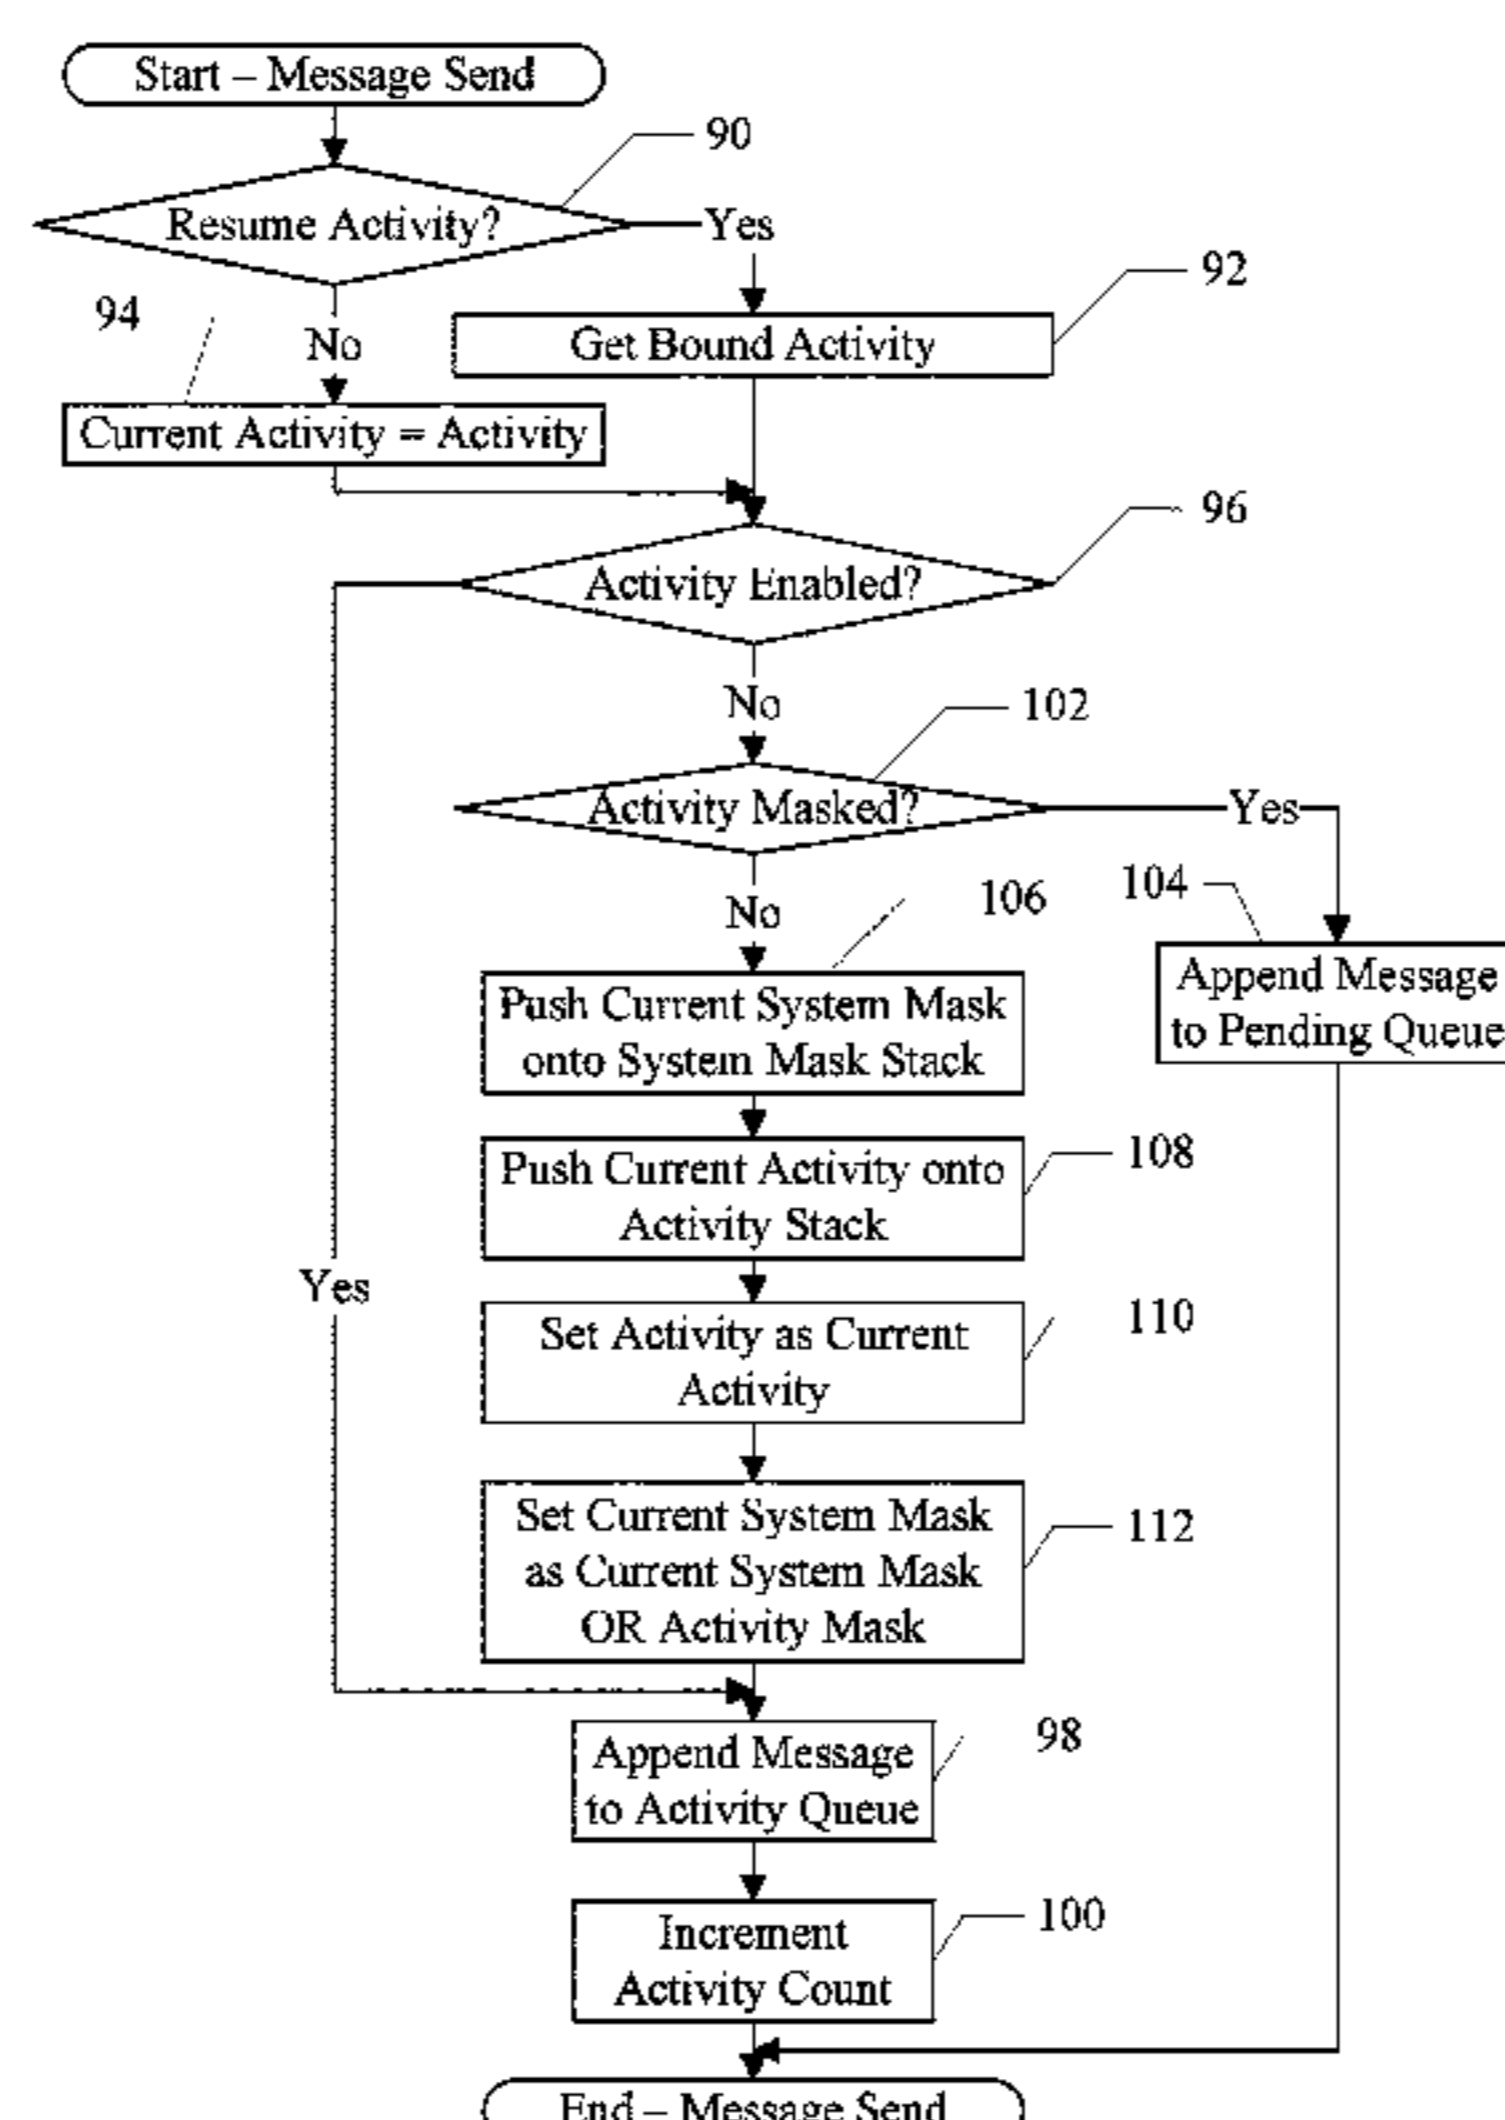 Start – Message Send
90
Resume Activity?
Yes
92
94
No
Get Bound Activity
Current Activity = Activity
96
Activity Enabled?
No
102
Activity Masked?
Yes
104
106
No
Append Message
to Pending Queue
Push Current System Mask
onto System Mask Stack
108
Push Current Activity onto
Activity Stack
Yes
110
Set Activity as Current
Activity
112
Set Current System Mask
as Current System Mask
OR Activity Mask
98
Append Message
to Activity Queue
100
Increment
Activity Count
End – Message Send